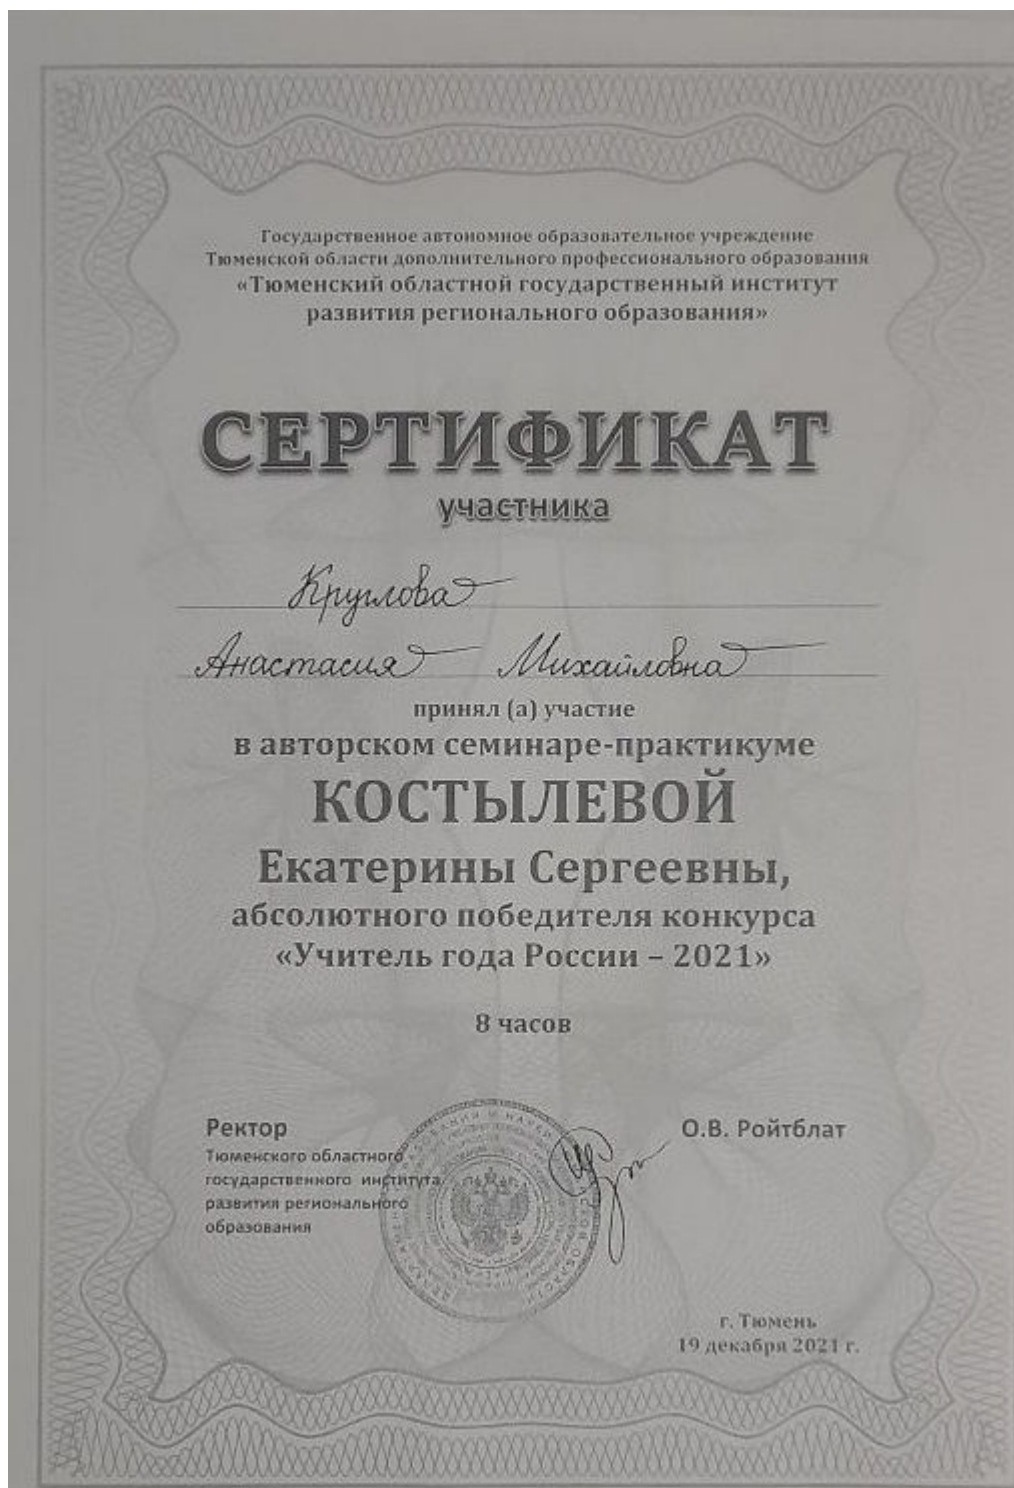 Государственное автономное образовательное учреждение
Тюменской области дополнительного профессионального образования
«Тюменский областной государственный институт
развития регионального образования»
СЕРТИФИКАТ
участника
Круглова
Анастасия Михайловна
принял (а) участие
в авторском семинаре-практикуме
КОСТЫЛЕВОЙ
Екатерины Сергеевны,
абсолютного победителя конкурса
«Учитель года России – 2021»
8 часов
Ректор
О.В. Ройтблат
Тюменского областного
государственного института
развития регионального
образования
г. Тюмень
19 декабря 2021 г.